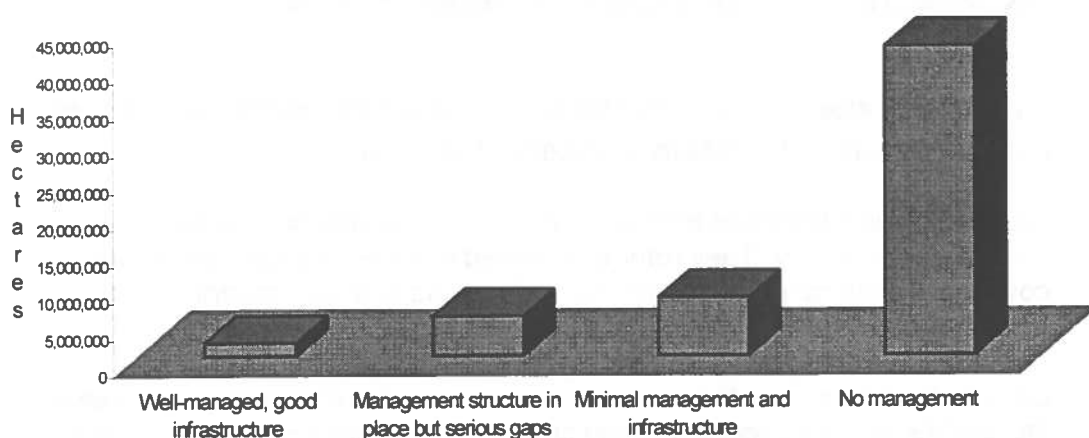 45,000,000
40,000,000
35,000,000
30,000,000
25,000,000
20,000,000
15,000,000
10,000,000
5,000,000
0
Hectares
Well-managed, good
infrastructure
Management structure in
place but serious gaps
Minimal management and
infrastructure
No management